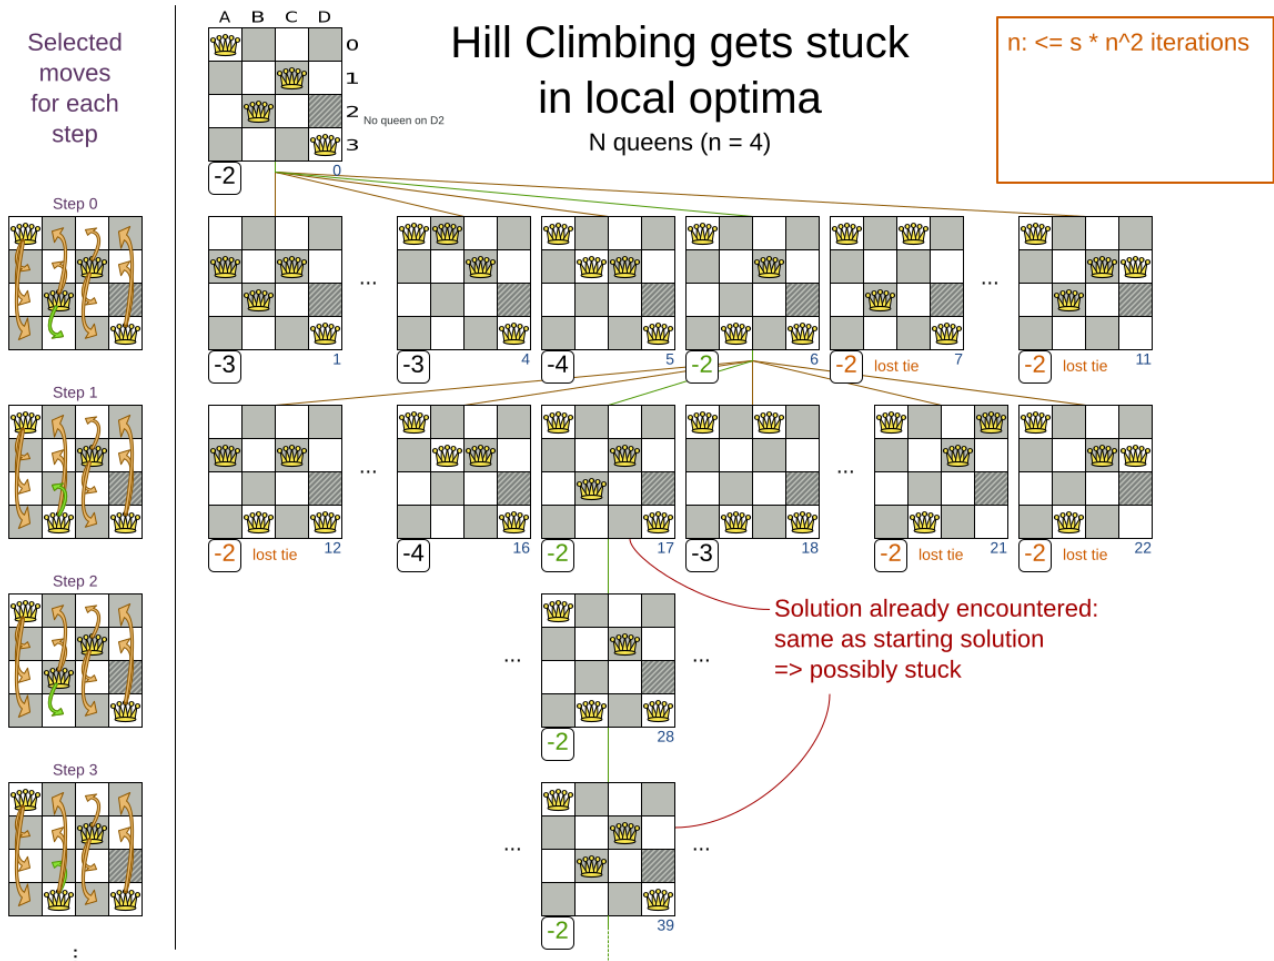 Selected
moves
for each
step
A B C D
0
1
2
No queen on D2
3
-2
0
Hill Climbing gets stuck
in local optima
N queens (n = 4)
n: <= s * n^2 iterations
Step 0
...
...
-3
1
-3
4
-4
5
-2
6
-2
lost tie
7
-2
lost tie
11
Step 1
...
...
-2
lost tie
12
-4
16
-2
17
-3
18
-2
lost tie
21
-2
lost tie
22
Step 2
...
...
-2
28
Solution already encountered:
same as starting solution
=> possibly stuck
Step 3
...
...
-2
39
: